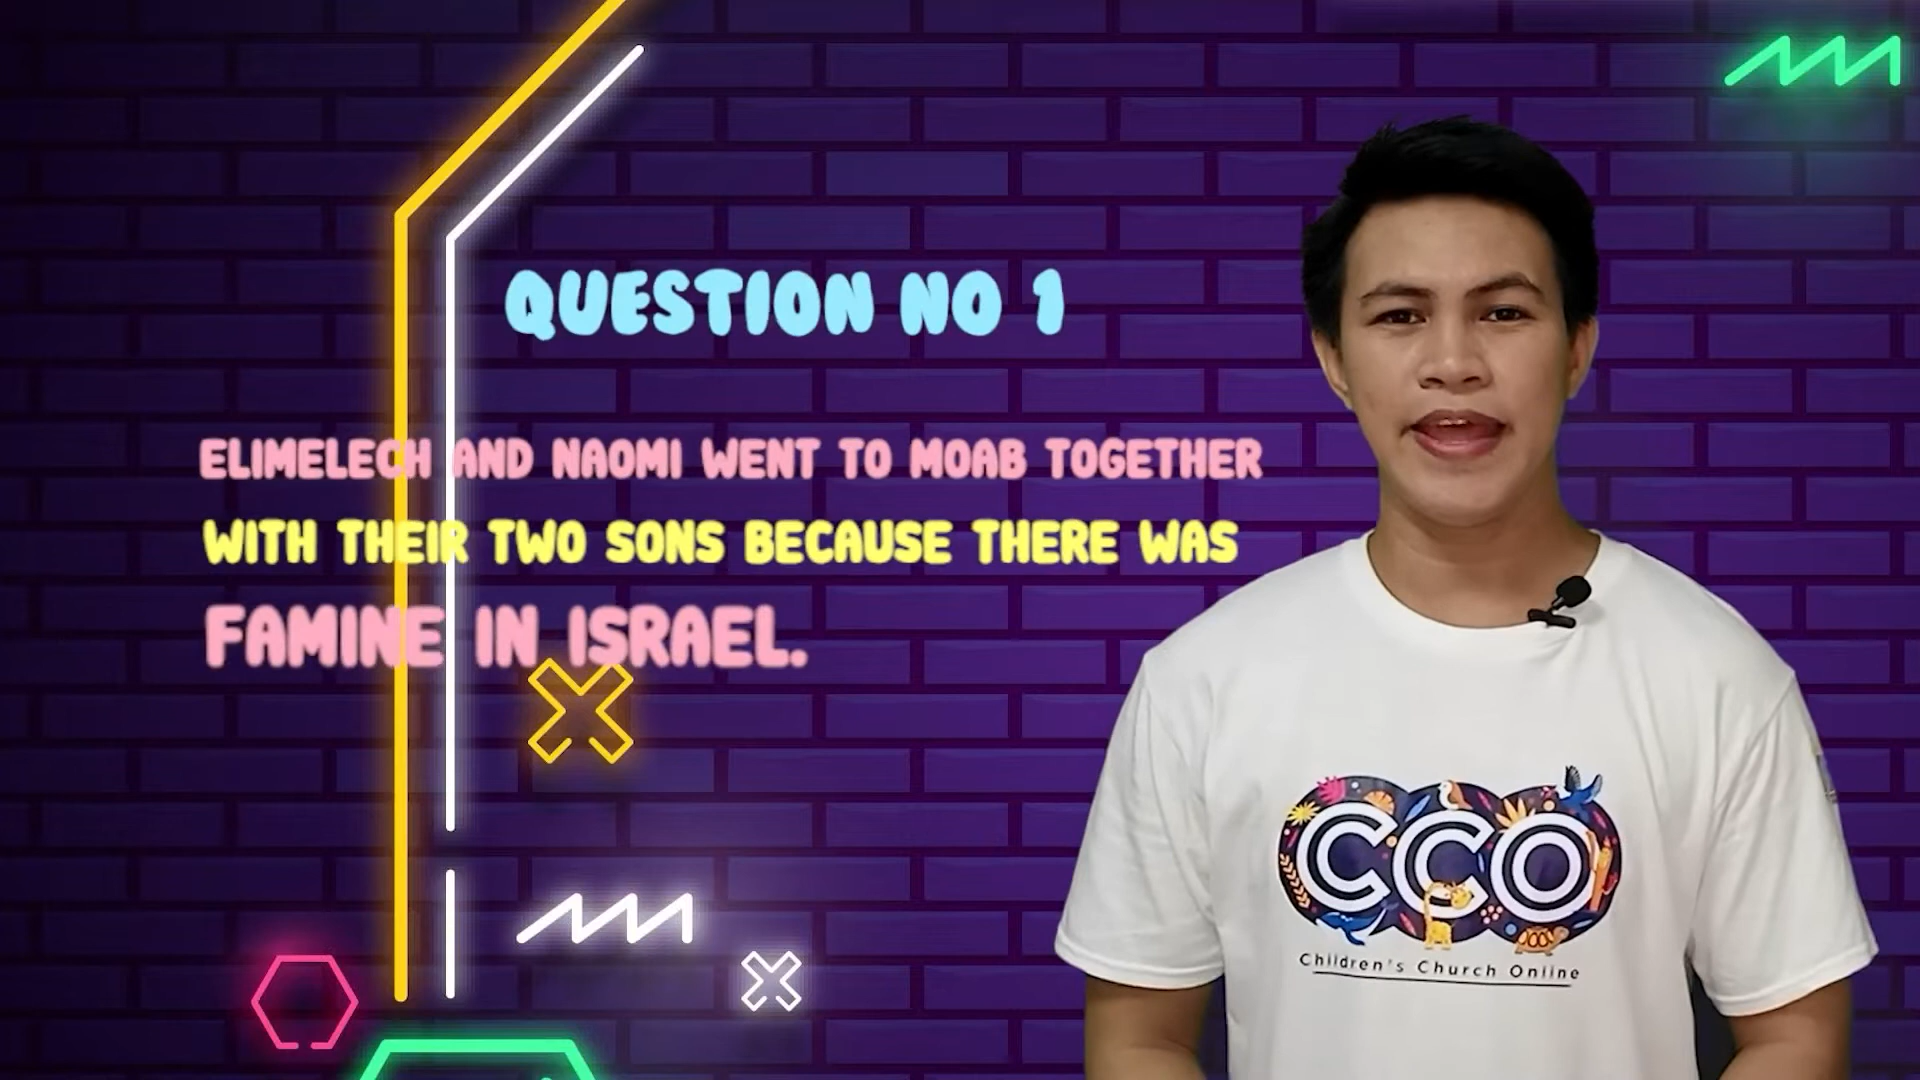 QUESTION NO 1
ELIMELECH AND NAOMI WENT TO MOAB TOGETHER
WITH THEIR TWO SONS BECAUSE THERE WAS
FAMINE IN ISRAEL.
CCO
Children's Church Online